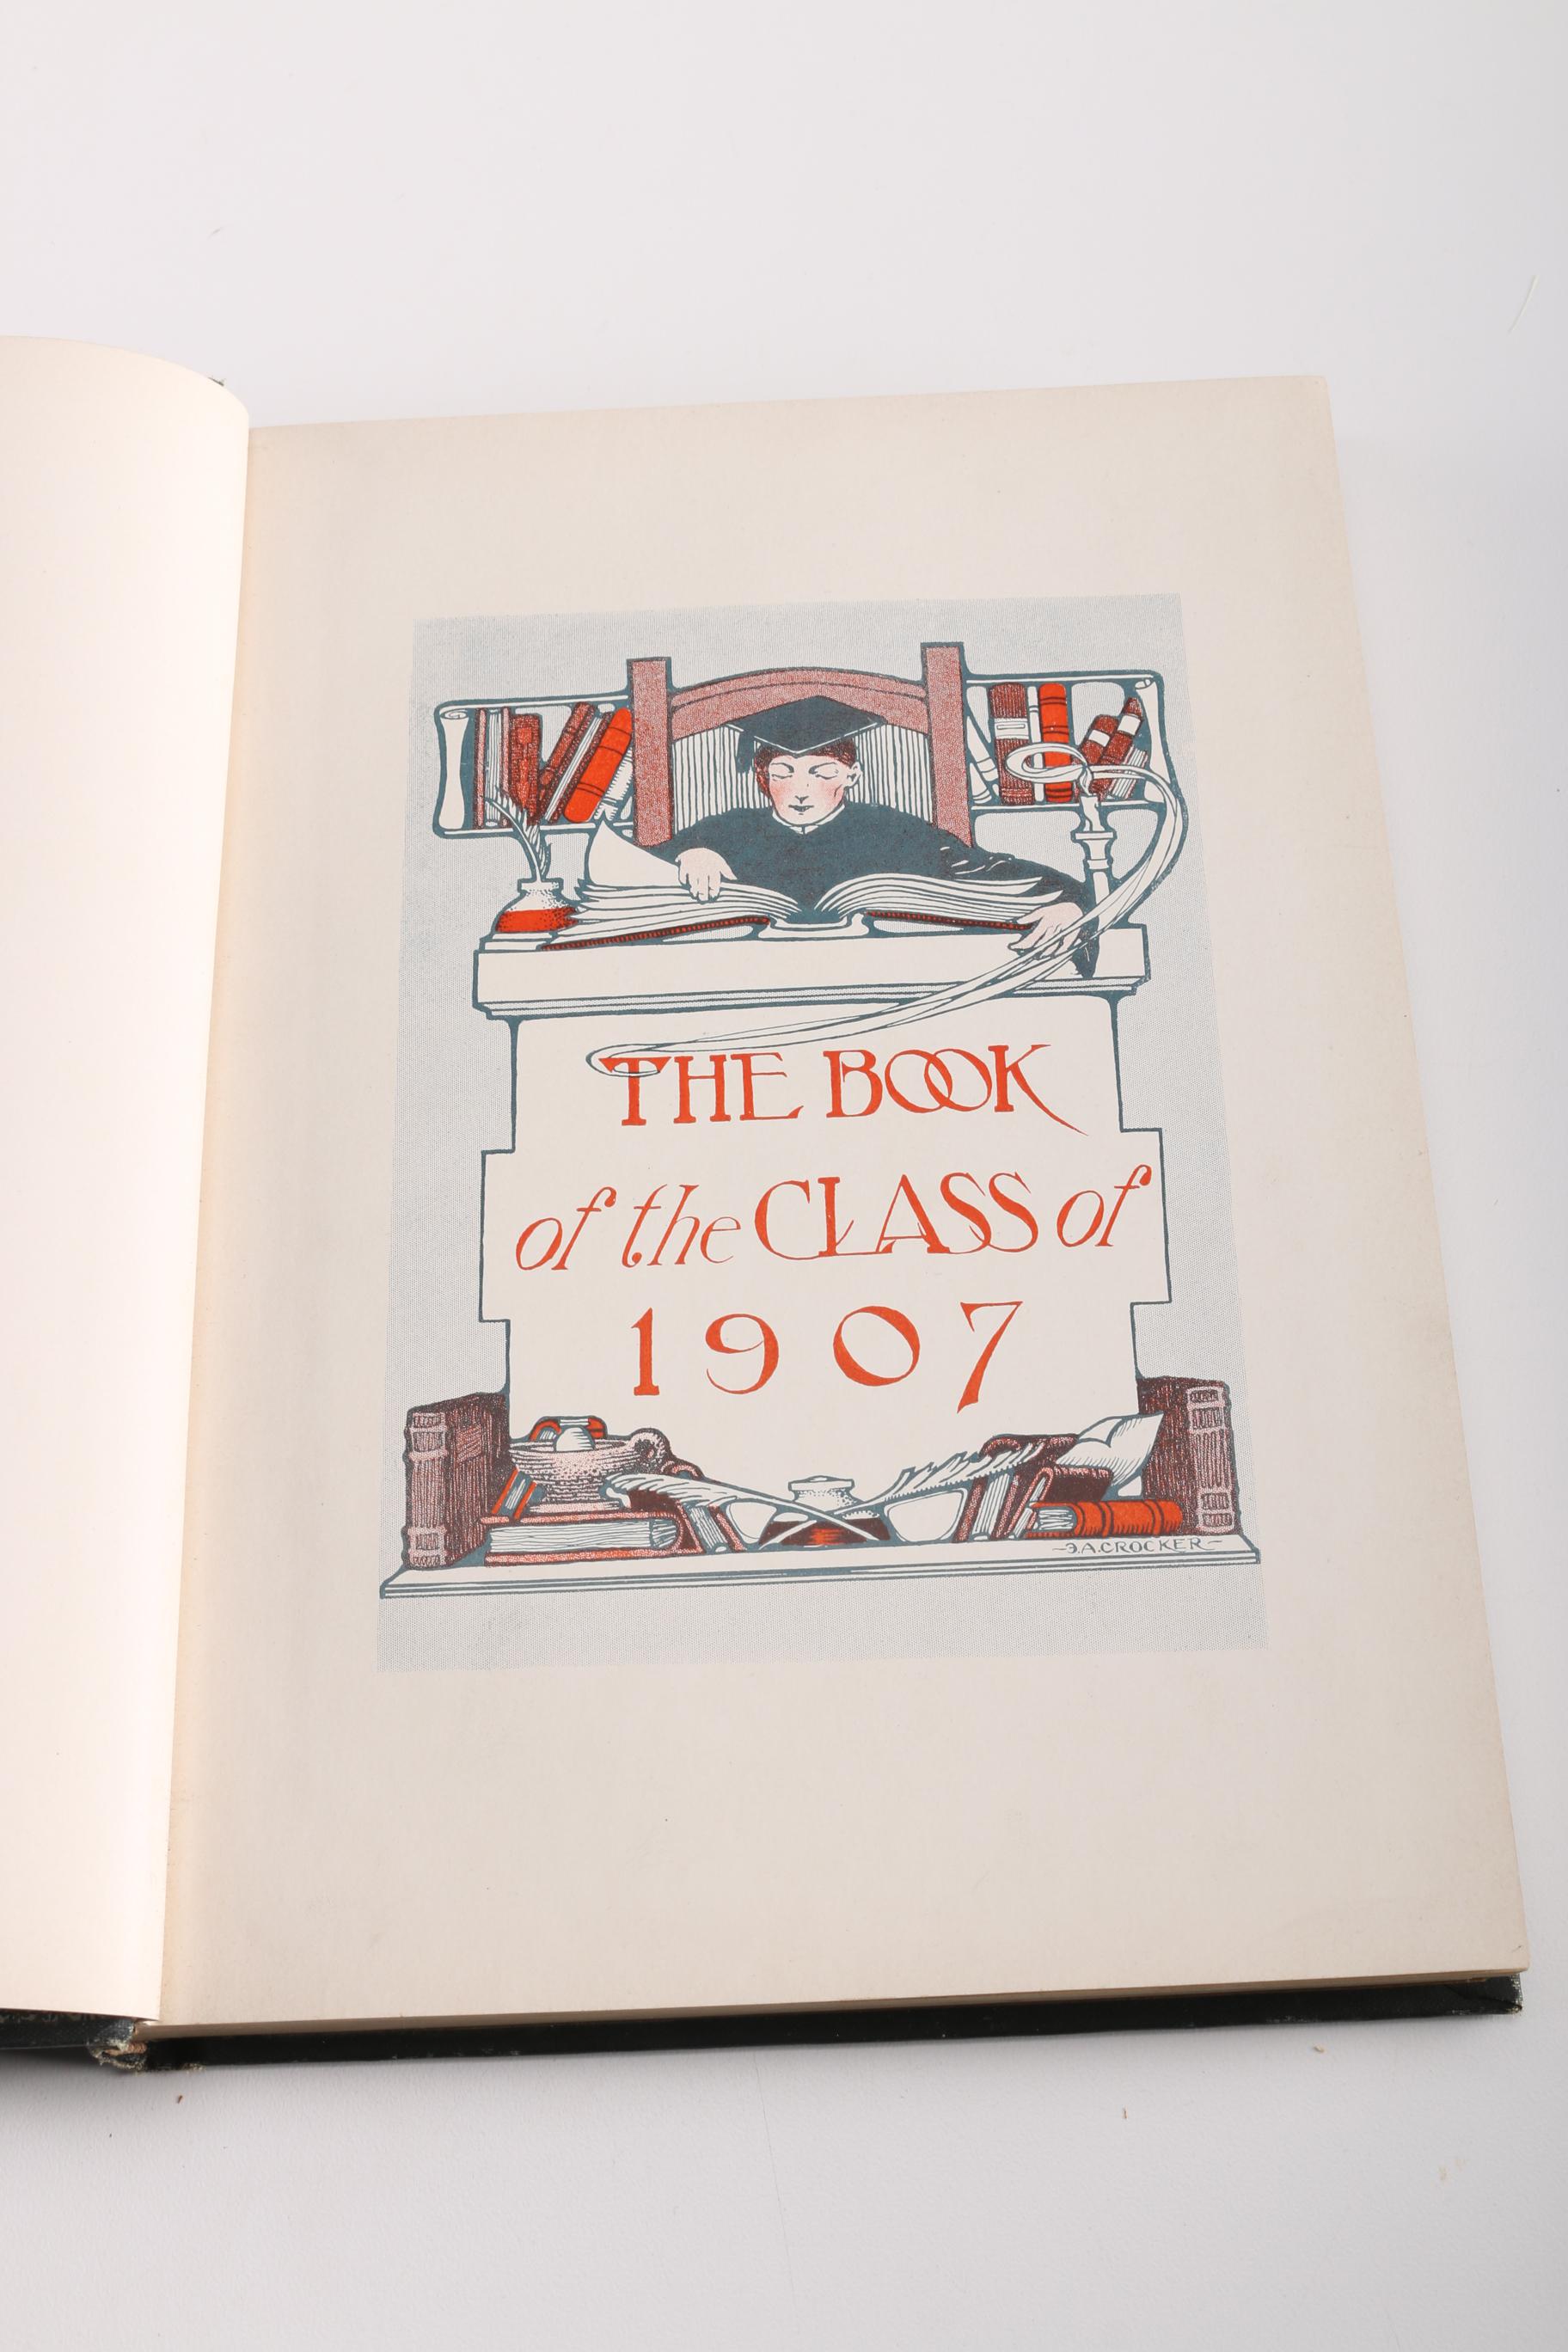 THE BOOK
of the CLASS of
1907
J.A.CROCKER